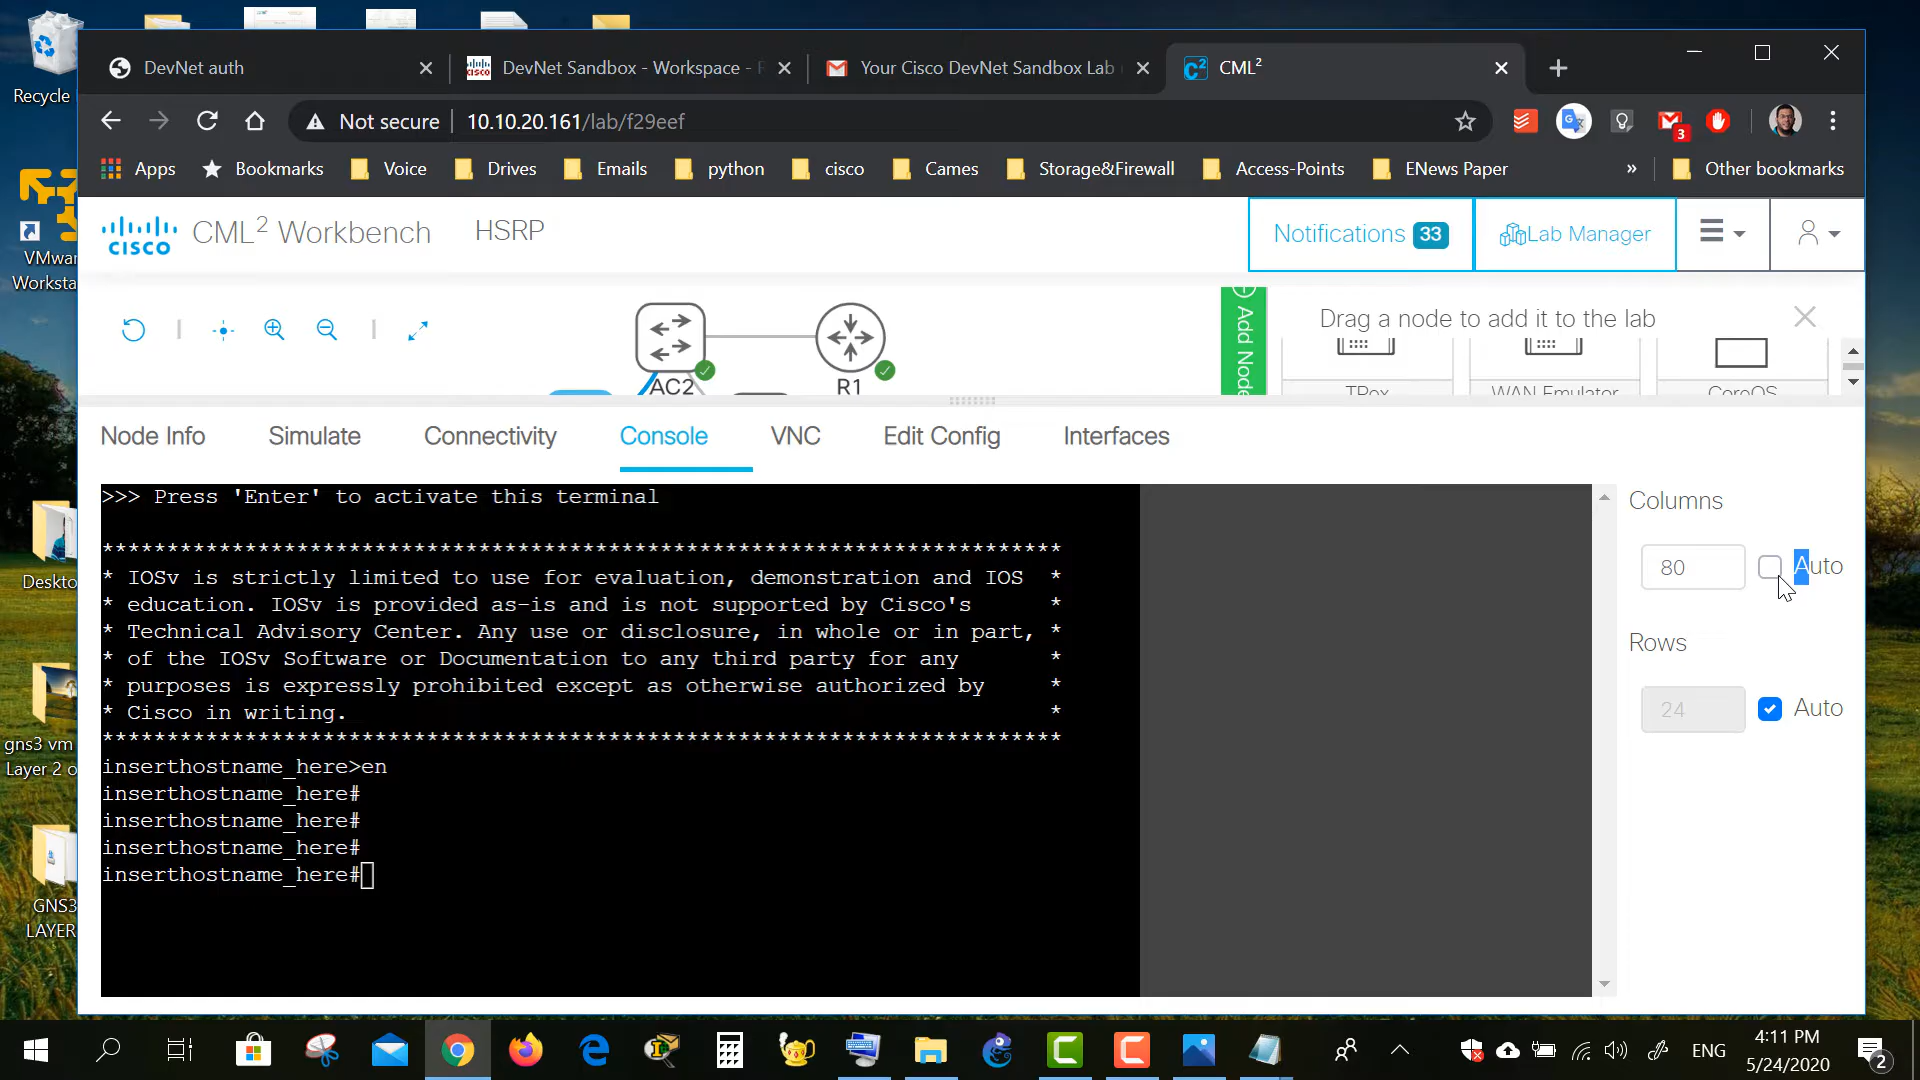 Recycle
VMwar
Worksta
Deskto
gns3 vm
Layer 2 o
GNS3
LAYER
DevNet auth
DevNet Sandbox - Workspace -
Your Cisco DevNet Sandbox Lab
CML²
Not secure
10.10.20.161/lab/f29eef
3
Apps
Bookmarks
Voice
Drives
Emails
python
cisco
Cames
Storage&Firewall
Access-Points
ENews Paper
»
Other bookmarks
CISCO
CML² Workbench
HSRP
Notifications 33
Lab Manager
AC2
R1
Add Node
Drag a node to add it to the lab
TRex
WAN Emulator
CoreOS
Node Info
Simulate
Connectivity
Console
VNC
Edit Config
Interfaces
>>> Press 'Enter' to activate this terminal
**************************************************************************
* IOSv is strictly limited to use for evaluation, demonstration and IOS *
* education. IOSv is provided as-is and is not supported by Cisco's *
* Technical Advisory Center. Any use or disclosure, in whole or in part, *
* of the IOSv Software or Documentation to any third party for any *
* purposes is expressly prohibited except as otherwise authorized by *
* Cisco in writing. *
**************************************************************************
inserthostname_here>en
inserthostname_here#
inserthostname_here#
inserthostname_here#
inserthostname_here#
Columns
80
Auto
Rows
24
Auto
ENG
4:11 PM
5/24/2020
2